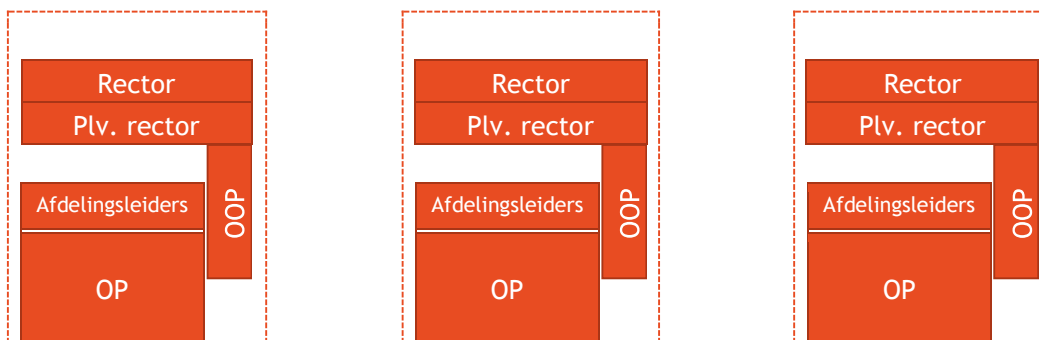 Rector
Plv. rector
OOP
Afdelingsleiders
OP
Rector
Plv. rector
OOP
Afdelingsleiders
OP
Rector
Plv. rector
OOP
Afdelingsleiders
OP